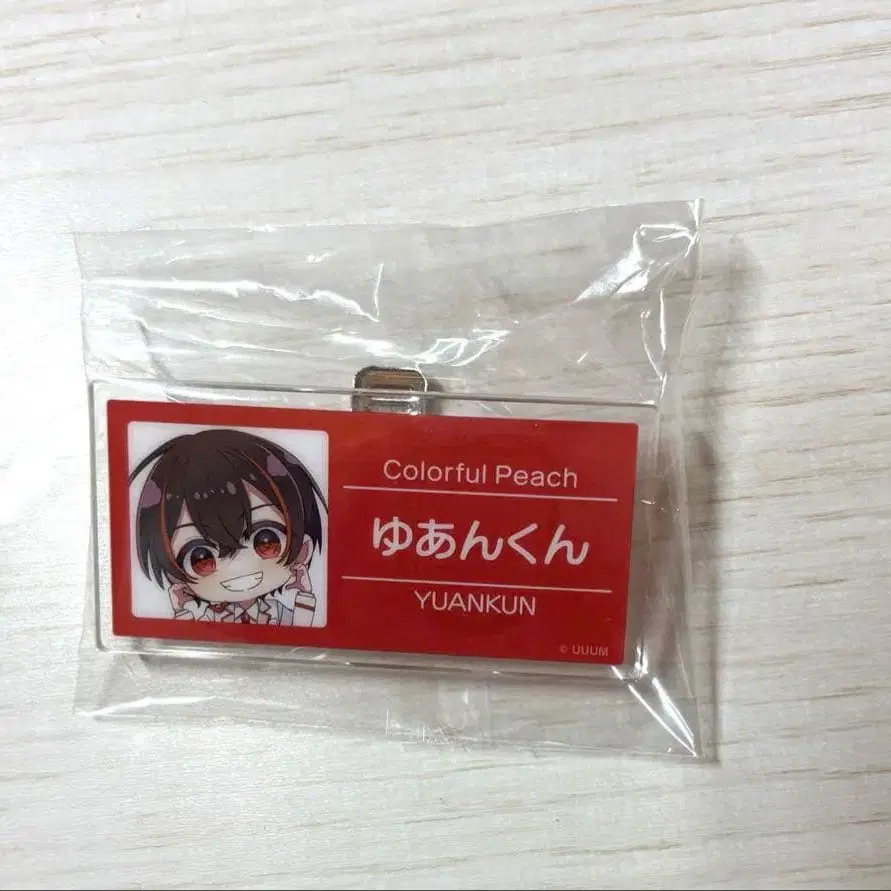 Colorful Peach
ゆあんくん
YUANKUN
© UUUM